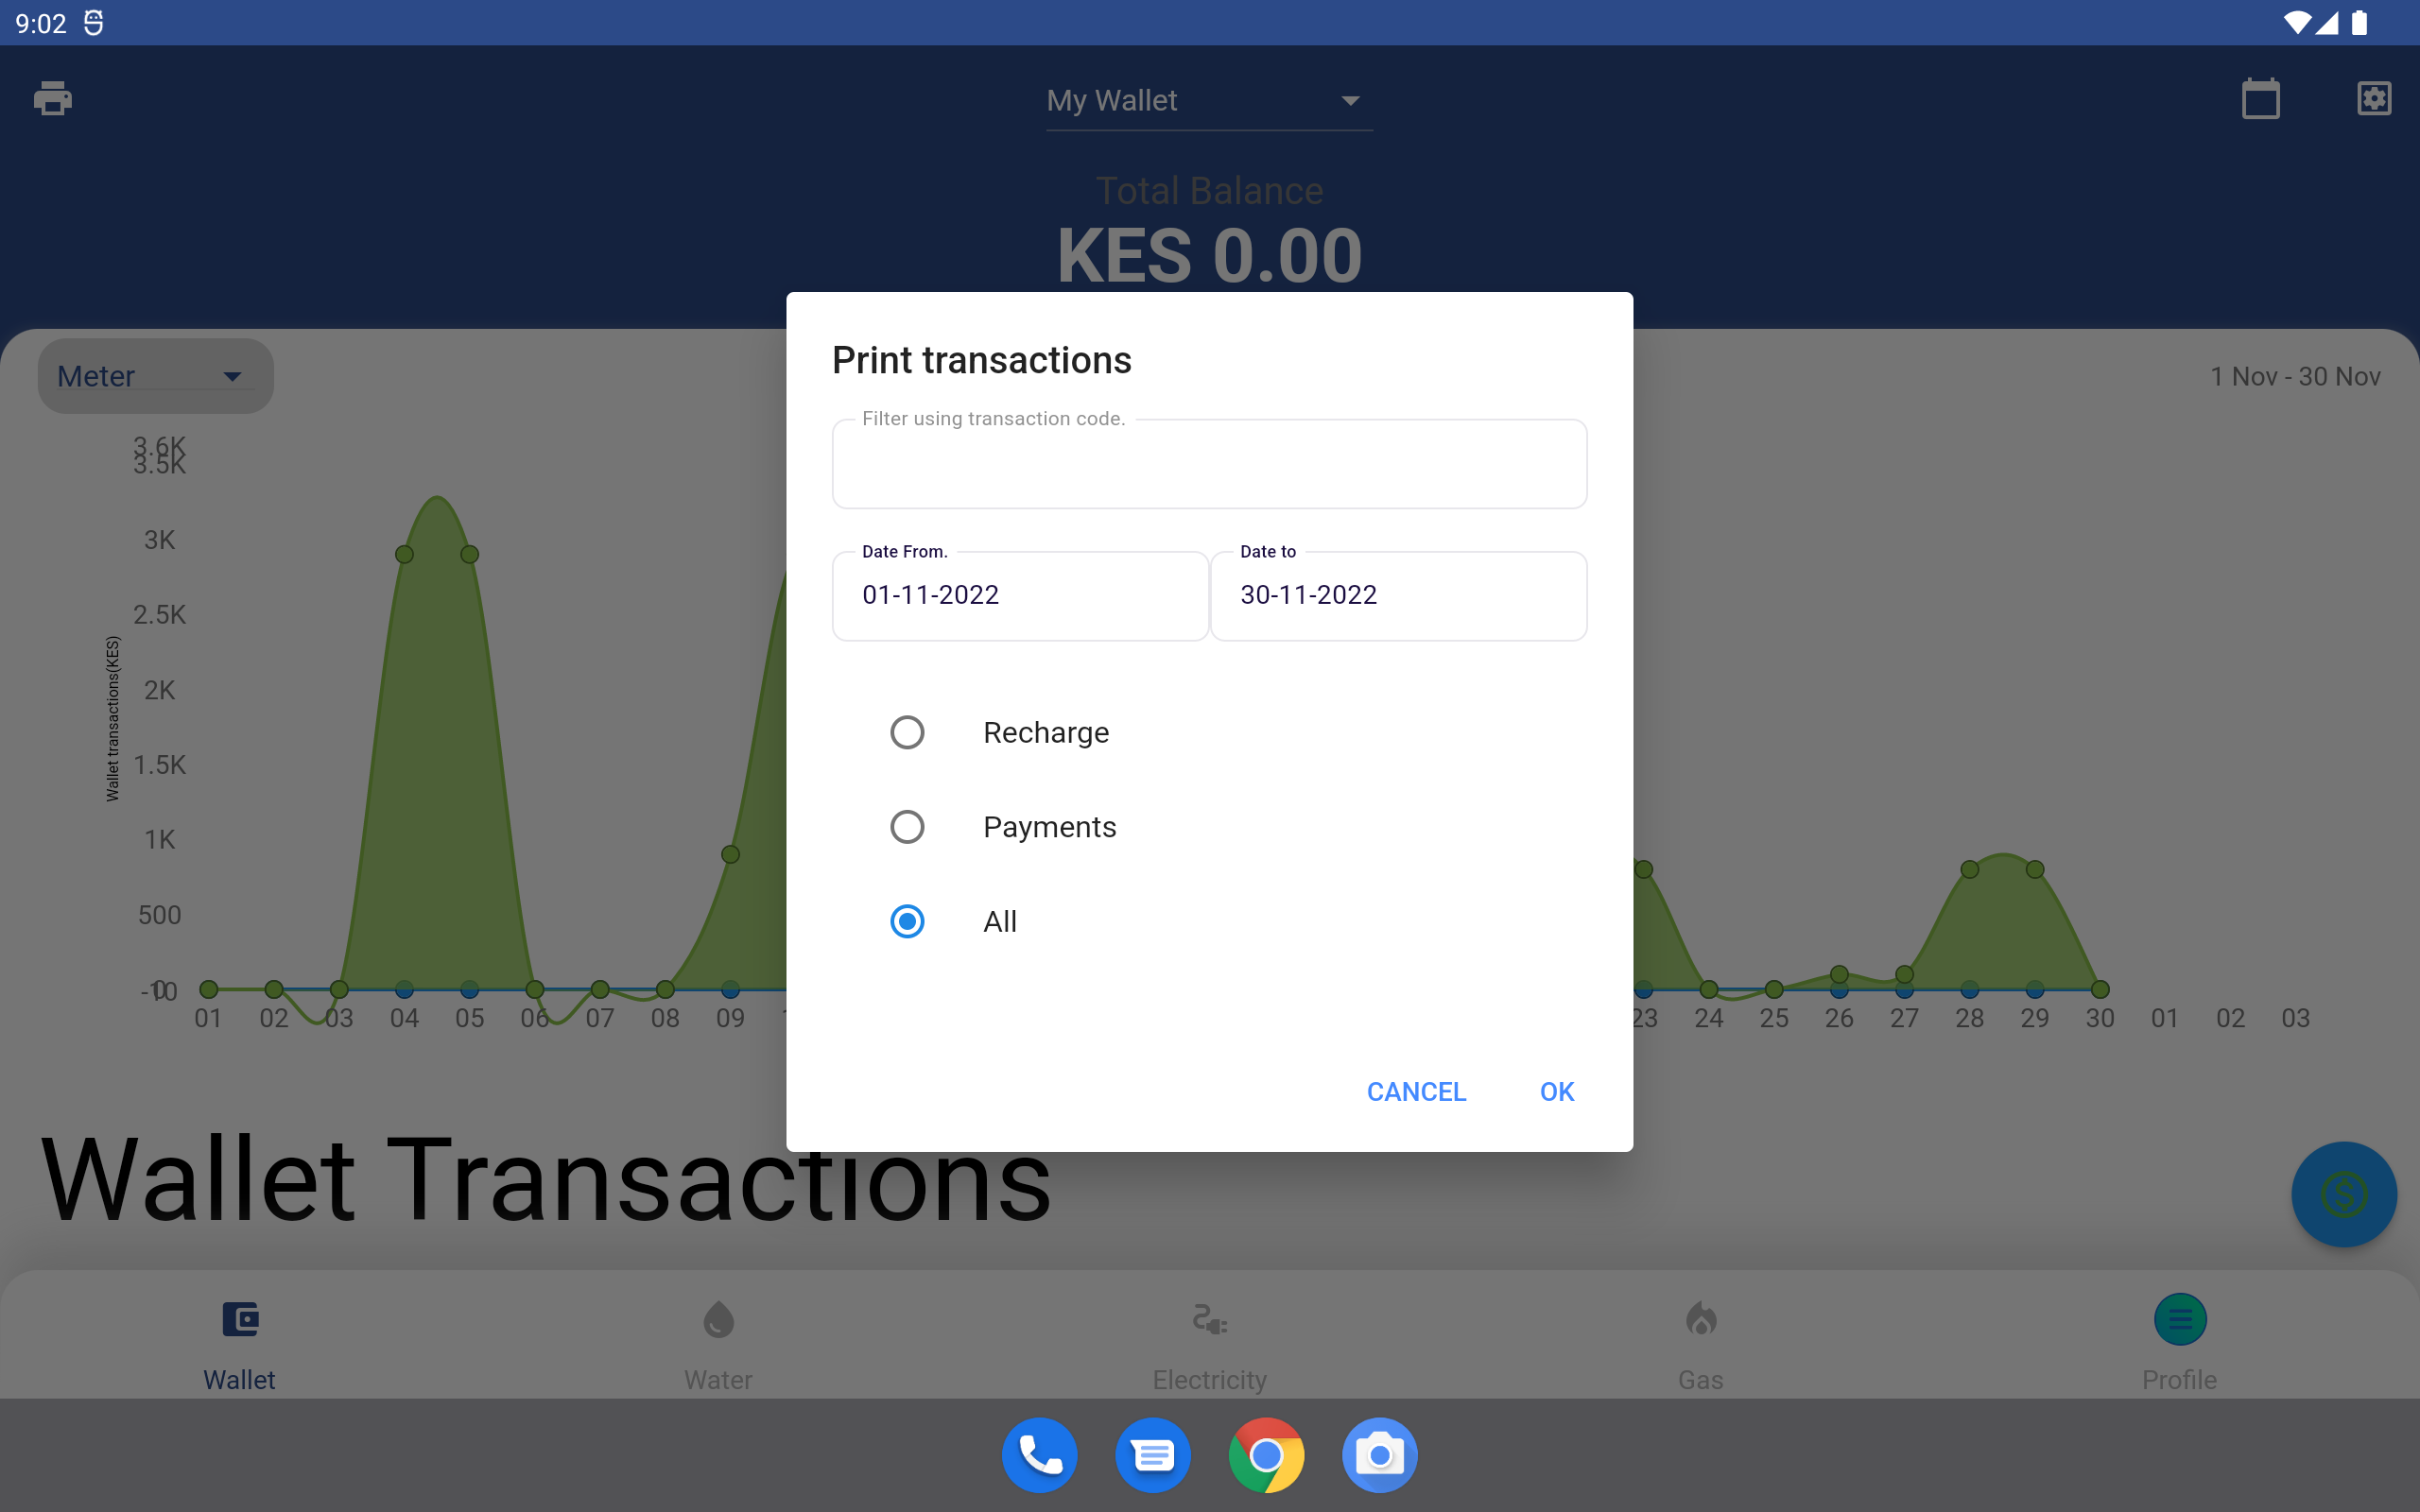 9:02
My Wallet
Total Balance
KES 0.00
Print transactions
Filter using transaction code.
Date From.
01-11-2022
Date to
30-11-2022
Recharge
Payments
All
CANCEL
OK
Meter
1 Nov - 30 Nov
3.6K
3.5K
3K
2.5K
2K
1.5K
1K
500
0
-10
Wallet transactions(KES)
01 02 03 04 05 06 07 08 09 23 24 25 26 27 28 29 30 01 02 03
Wallet Transactions
Wallet
Water
Electricity
Gas
Profile